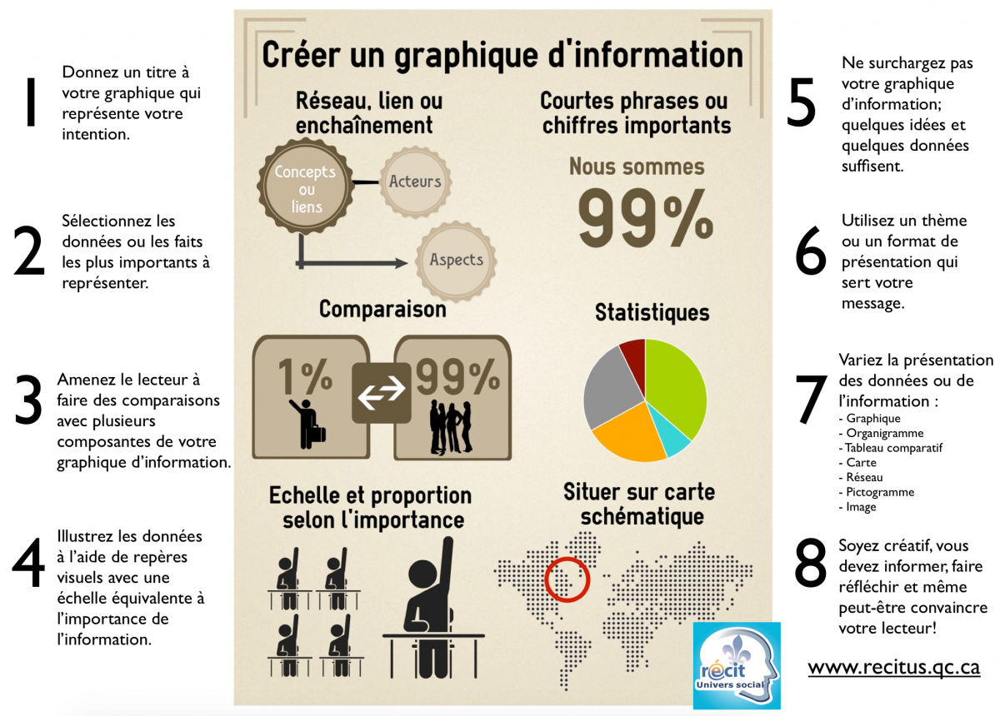 1
Donnez un titre à
votre graphique qui
représente votre
intention.
2
Sélectionnez les
données ou les faits
les plus importants à
représenter.
3
Amenez le lecteur à
faire des comparaisons
avec plusieurs
composantes de votre
graphique d'information.
4
Illustrez les données
à l'aide de repères
visuels avec une
échelle équivalente à
l'importance de
l'information.
Créer un graphique d'information
Réseau, lien ou
enchaînement
Concepts
ou
liens
Acteurs
Aspects
Courtes phrases ou
chiffres importants
Nous sommes
99%
Comparaison
1%
99%
Statistiques
Echelle et proportion
selon l'importance
Situer sur carte
schématique
5
Ne surchargez pas
votre graphique
d'information;
quelques idées et
quelques données
suffisent.
6
Utilisez un thème
ou un format de
présentation qui
sert votre
message.
7
Variez la présentation
des données ou de
l'information :
- Graphique
- Organigramme
- Tableau comparatif
- Carte
- Réseau
- Pictogramme
- Image
8
Soyez créatif, vous
devez informer, faire
réfléchir et même
peut-être convaincre
votre lecteur!
récit
Univers social
www.recitus.qc.ca